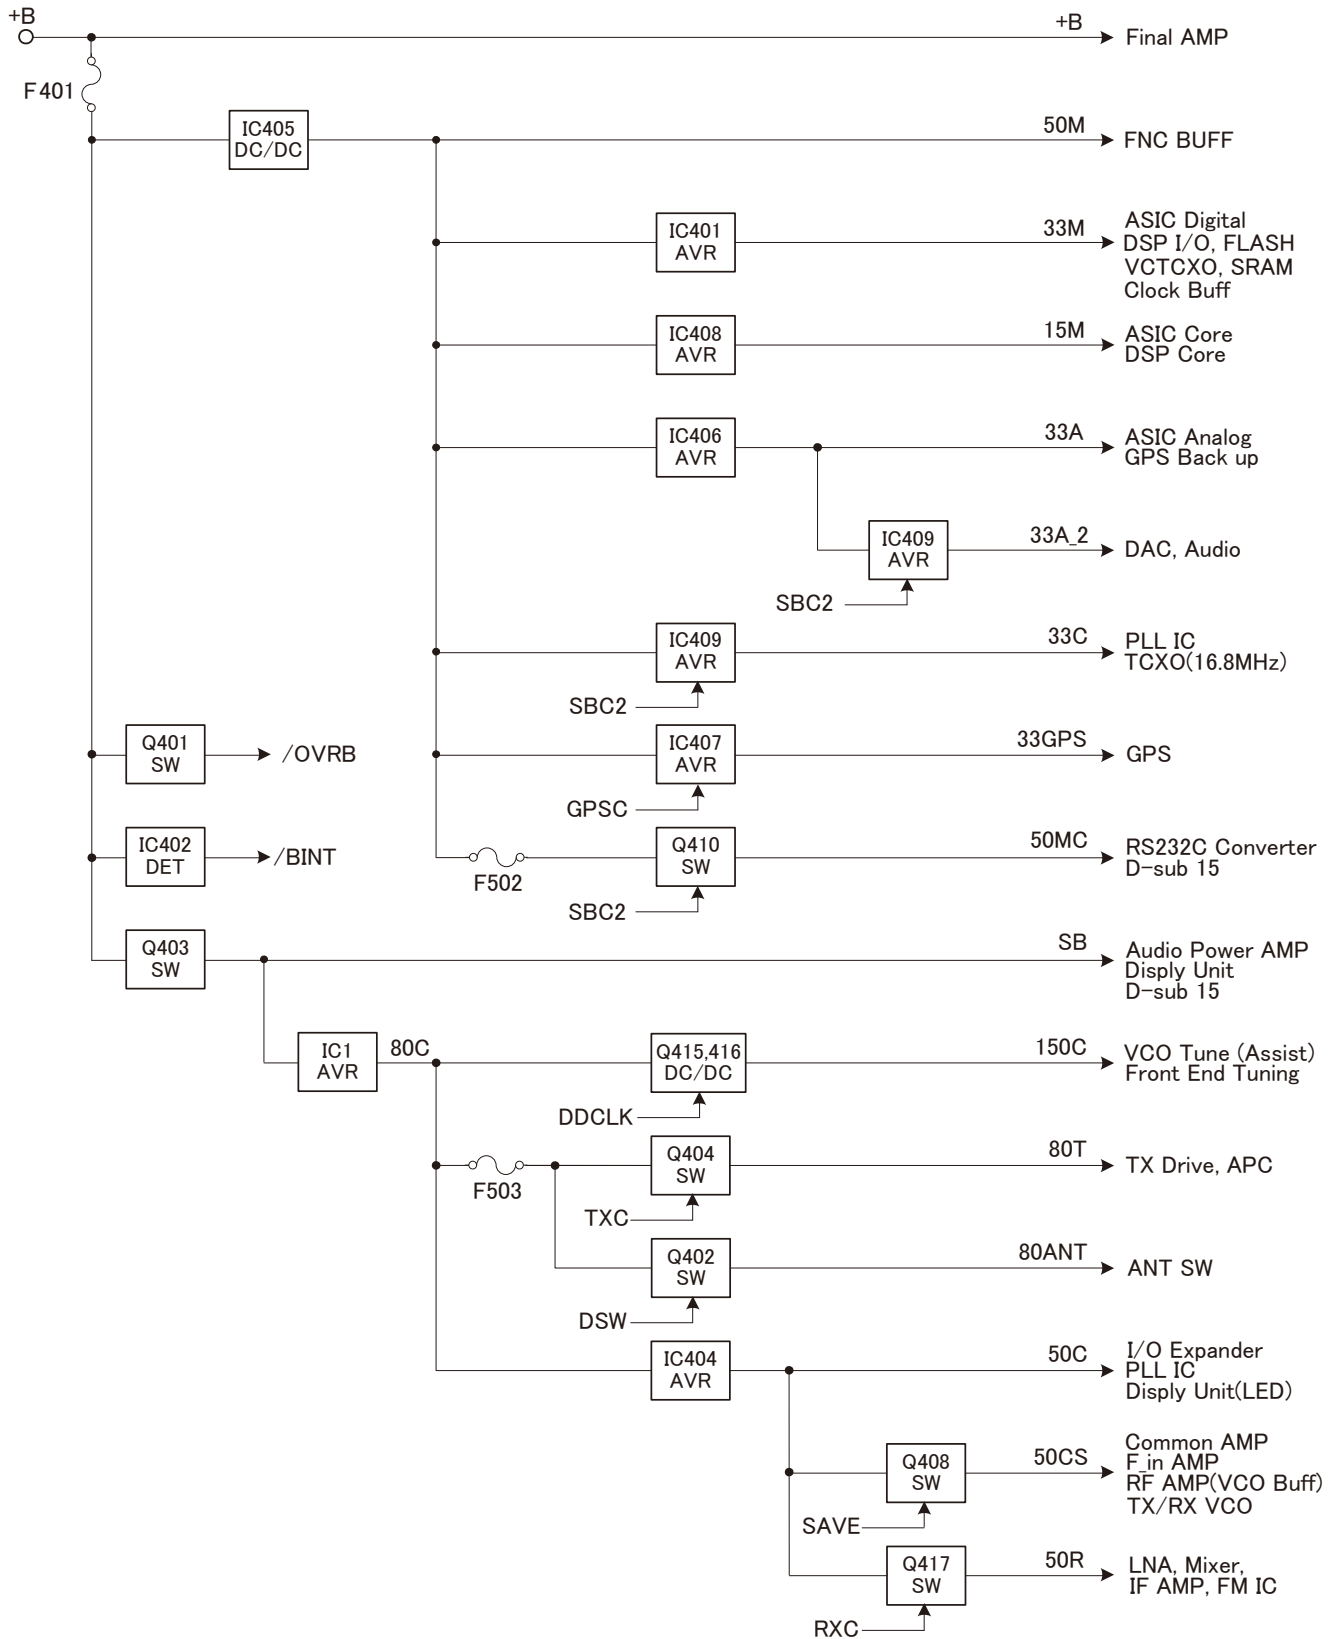 +B
+B
Final AMP
F401
IC405
DC/DC
50M
FNC BUFF
IC401
AVR
33M
ASIC Digital
DSP I/O, FLASH
VCTCXO, SRAM
Clock Buff
IC408
AVR
15M
ASIC Core
DSP Core
IC406
AVR
33A
ASIC Analog
GPS Back up
IC409
AVR
33A_2
DAC, Audio
SBC2
IC409
AVR
33C
PLL IC
TCXO(16.8MHz)
SBC2
Q401
SW
/OVRB
IC407
AVR
33GPS
GPS
GPSC
IC402
DET
/BINT
F502
Q410
SW
50MC
RS232C Converter
D-sub 15
SBC2
Q403
SW
SB
Audio Power AMP
Disply Unit
D-sub 15
IC1
AVR
80C
Q415,416
DC/DC
150C
VCO Tune (Assist)
Front End Tuning
DDCLK
F503
Q404
SW
80T
TX Drive, APC
TXC
Q402
SW
80ANT
ANT SW
DSW
IC404
AVR
50C
I/O Expander
PLL IC
Disply Unit(LED)
Q408
SW
50CS
Common AMP
F_in AMP
RF AMP(VCO Buff)
TX/RX VCO
SAVE
Q417
SW
50R
LNA, Mixer,
IF AMP, FM IC
RXC